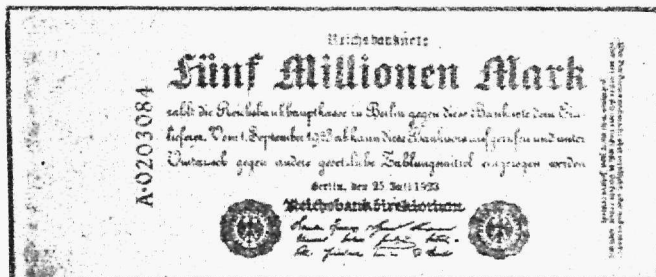 Reichsbanknote
Fünf Millionen Mark
zahlt die Reichsbankhauptkasse in Berlin gegen diese Banknote dem Ein-
lieferer. Vom 1. September 1923 ab kann diese Banknote aufgerufen und unter
Umtausch gegen andere gesetzliche Zahlungsmittel eingezogen werden
Berlin, den 25. Juli 1923
Reichsbankdirektorium
A·0203084